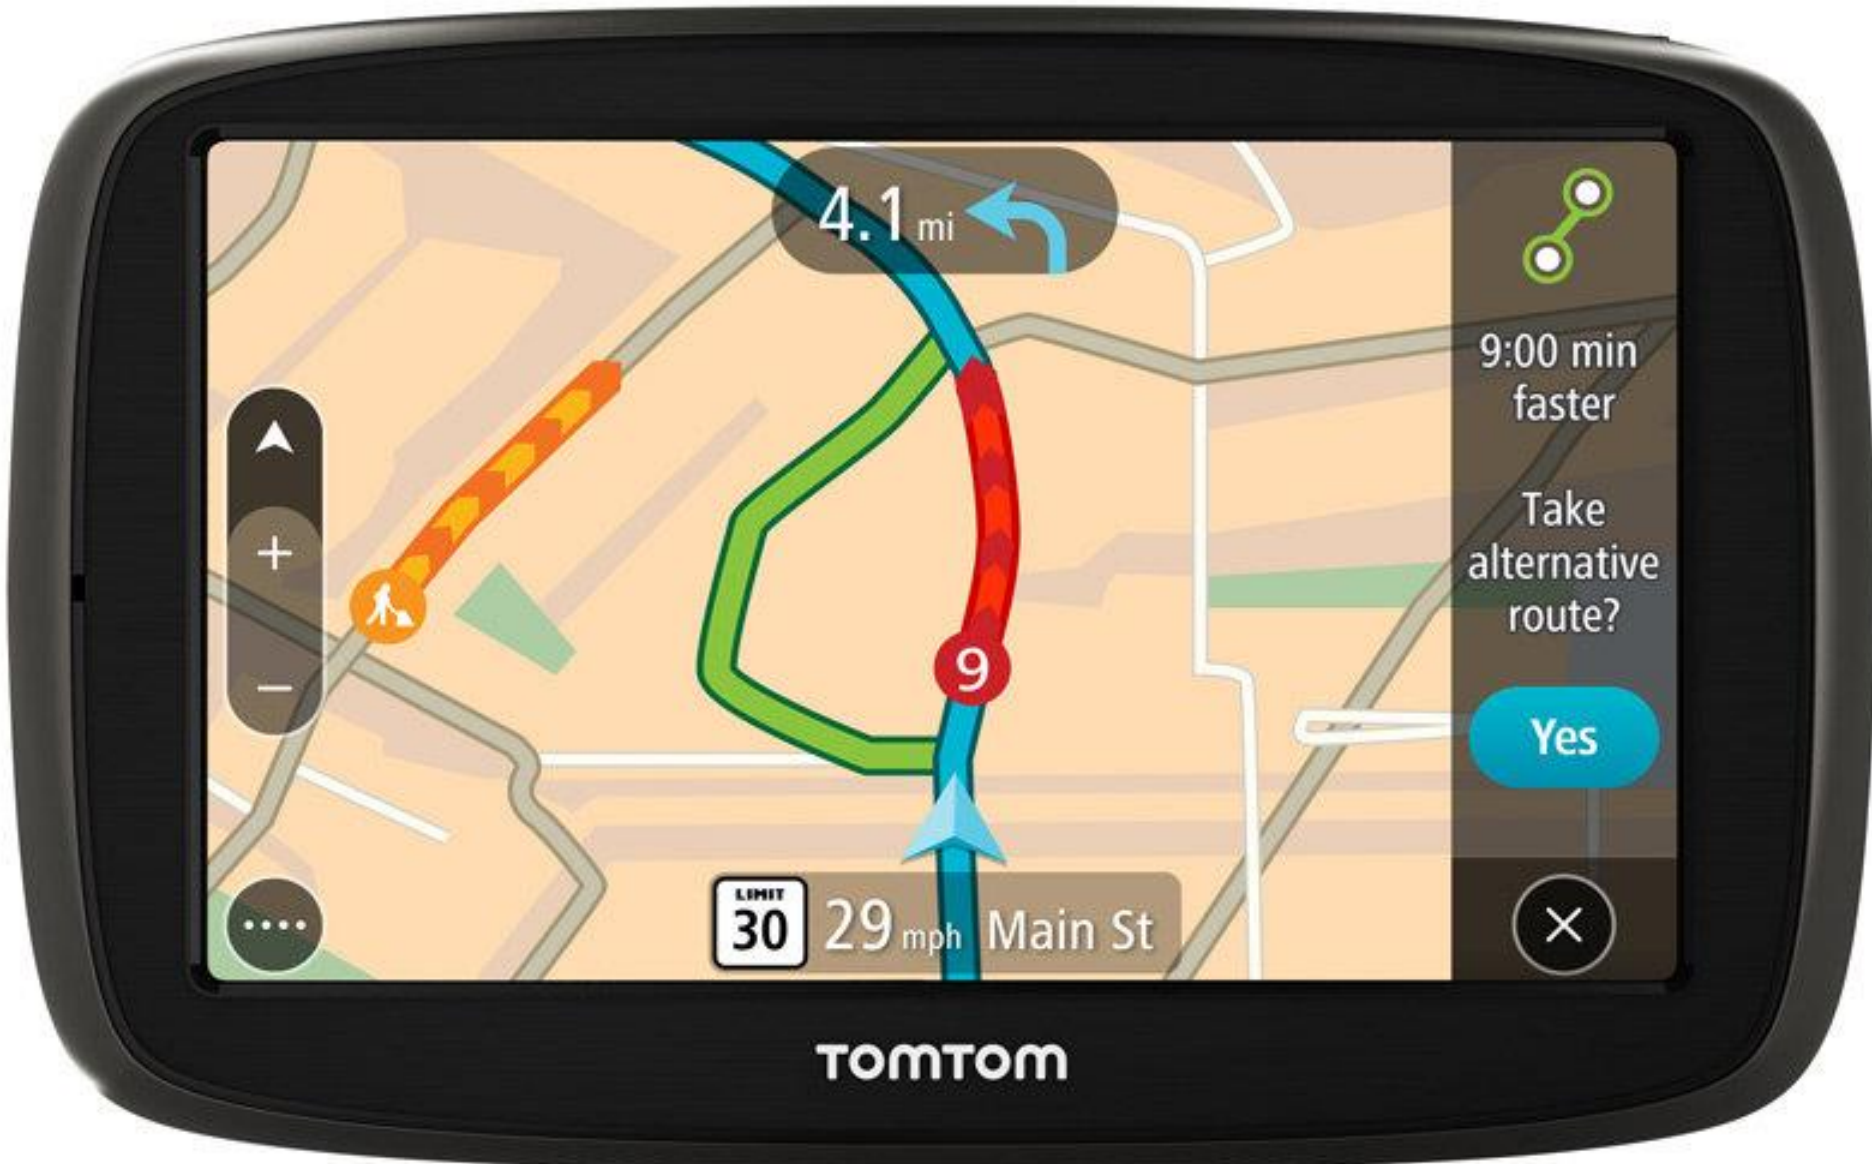 4.1 mi
9:00 min
faster
Take
alternative
route?
9
Yes
LIMIT
30
29 mph Main St
TOMTOM